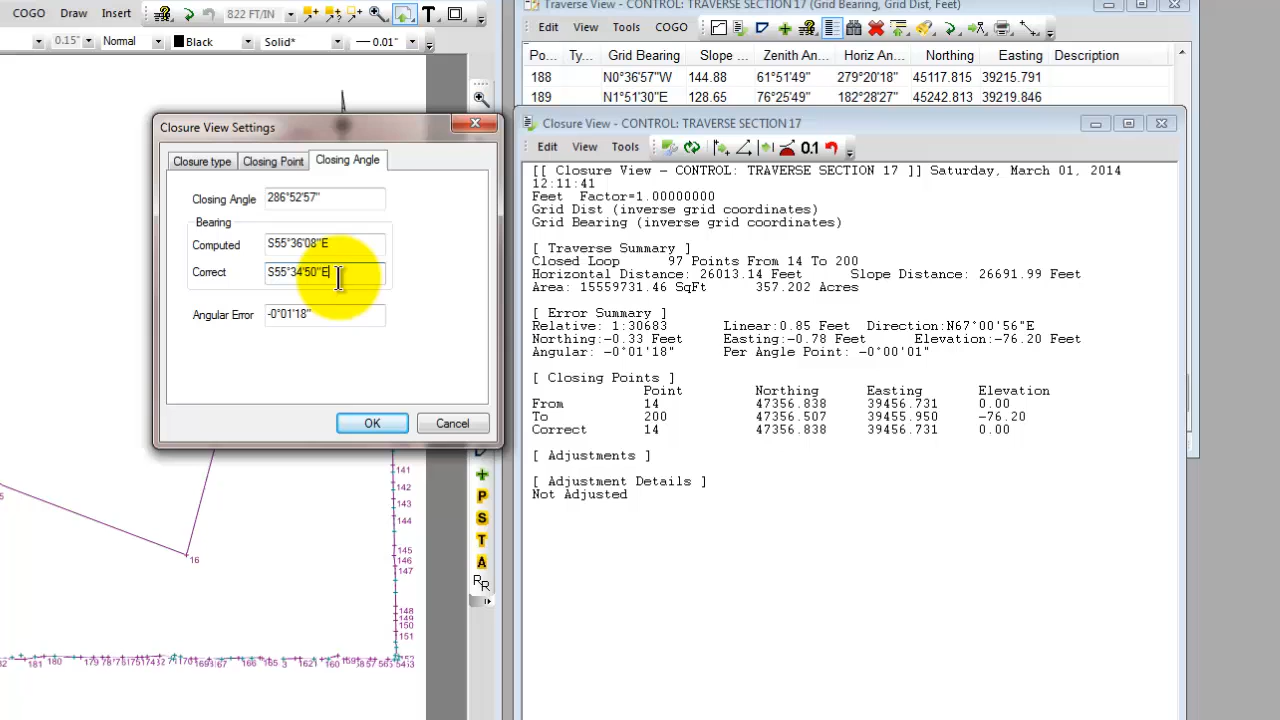 COGO Draw Insert 822 FT/IN T
0.15" Normal Black Solid* 0.01"
Traverse View - CONTROL: TRAVERSE SECTION 17 (Grid Bearing, Grid Dist, Feet)
Edit View Tools COGO
Po... Ty... Grid Bearing Slope ... Zenith An... Horiz An... Northing Easting Description
188 N0°36'57"W 144.88 61°51'49" 279°20'18" 45117.815 39215.791
189 N1°51'30"E 128.65 76°25'49" 182°28'27" 45242.813 39219.846
Closure View Settings
Closure type Closing Point Closing Angle
Closing Angle 286°52'57"
Bearing
Computed S55°36'08"E
Correct S55°34'50"E
Angular Error -0°01'18"
OK Cancel
Closure View - CONTROL: TRAVERSE SECTION 17
Edit View Tools 0.1
[[ Closure View - CONTROL: TRAVERSE SECTION 17 ]] Saturday, March 01, 2014
12:11:41
Feet Factor=1.00000000
Grid Dist (inverse grid coordinates)
Grid Bearing (inverse grid coordinates)
[ Traverse Summary ]
Closed Loop 97 Points From 14 To 200
Horizontal Distance: 26013.14 Feet Slope Distance: 26691.99 Feet
Area: 15559731.46 SqFt 357.202 Acres
[ Error Summary ]
Relative: 1:30683 Linear:0.85 Feet Direction:N67°00'56"E
Northing:-0.33 Feet Easting:-0.78 Feet Elevation:-76.20 Feet
Angular: -0°01'18" Per Angle Point: -0°00'01"
[ Closing Points ]
Point Northing Easting Elevation
From 14 47356.838 39456.731 0.00
To 200 47356.507 39455.950 -76.20
Correct 14 47356.838 39456.731 0.00
[ Adjustments ]
[ Adjustment Details ]
Not Adjusted
141
142
143
144
145
146
147
148
149
150
151
16
P
S
T
A
R
R
181 180 166 3 160